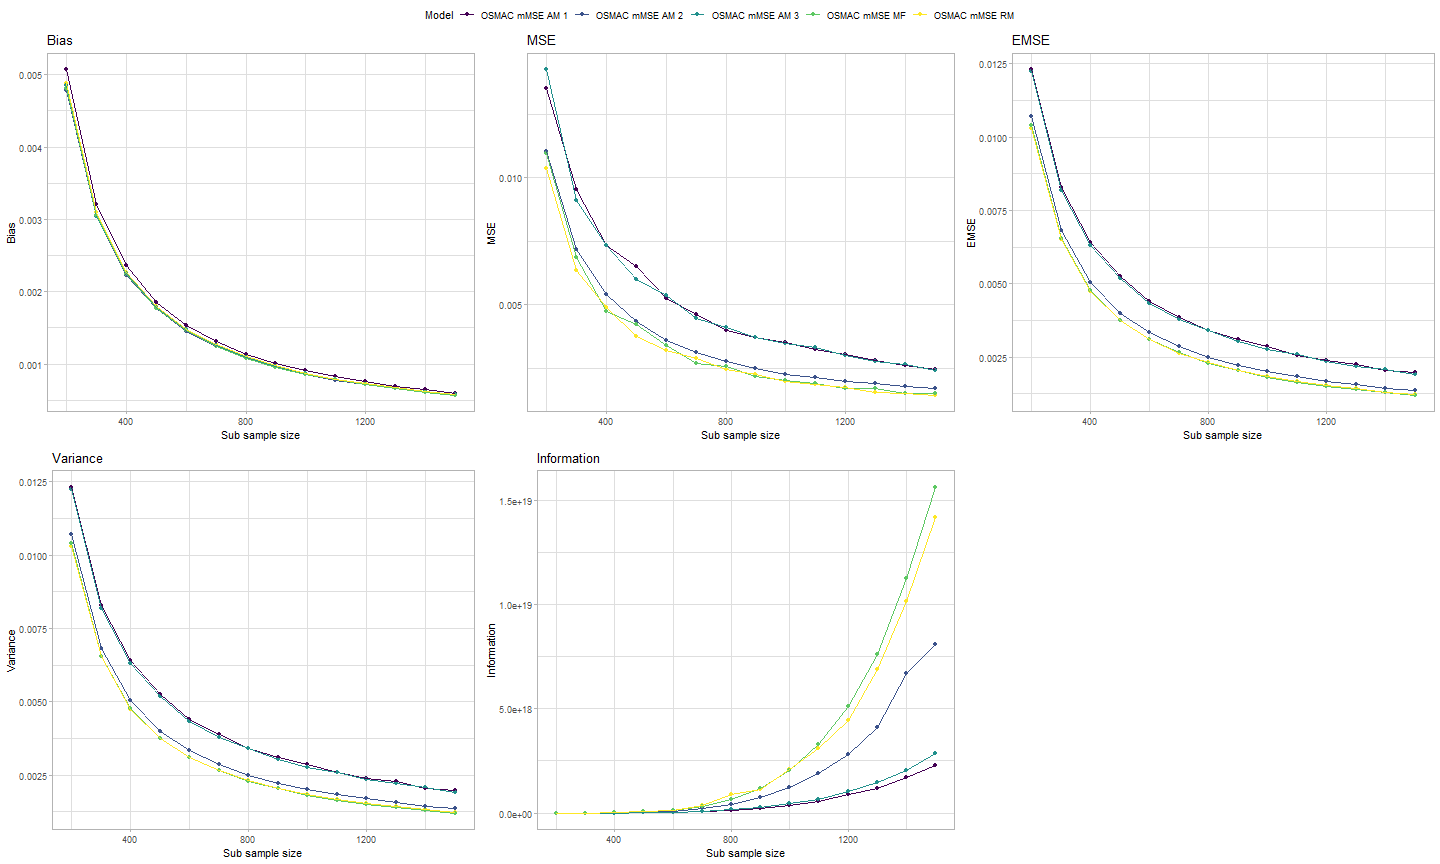 Model OSMAC mMSE AM 1 OSMAC mMSE AM 2 OSMAC mMSE AM 3 OSMAC mMSE MF OSMAC mMSE RM
Bias
0.005
0.004
0.003
0.002
0.001
Bias
400 800 1200
Sub sample size
MSE
0.010
0.005
MSE
400 800 1200
Sub sample size
EMSE
0.0125
0.0100
0.0075
0.0050
0.0025
EMSE
400 800 1200
Sub sample size
Variance
0.0125
0.0100
0.0075
0.0050
0.0025
Variance
400 800 1200
Sub sample size
Information
1.5e+19
1.0e+19
5.0e+18
0.0e+00
Information
400 800 1200
Sub sample size